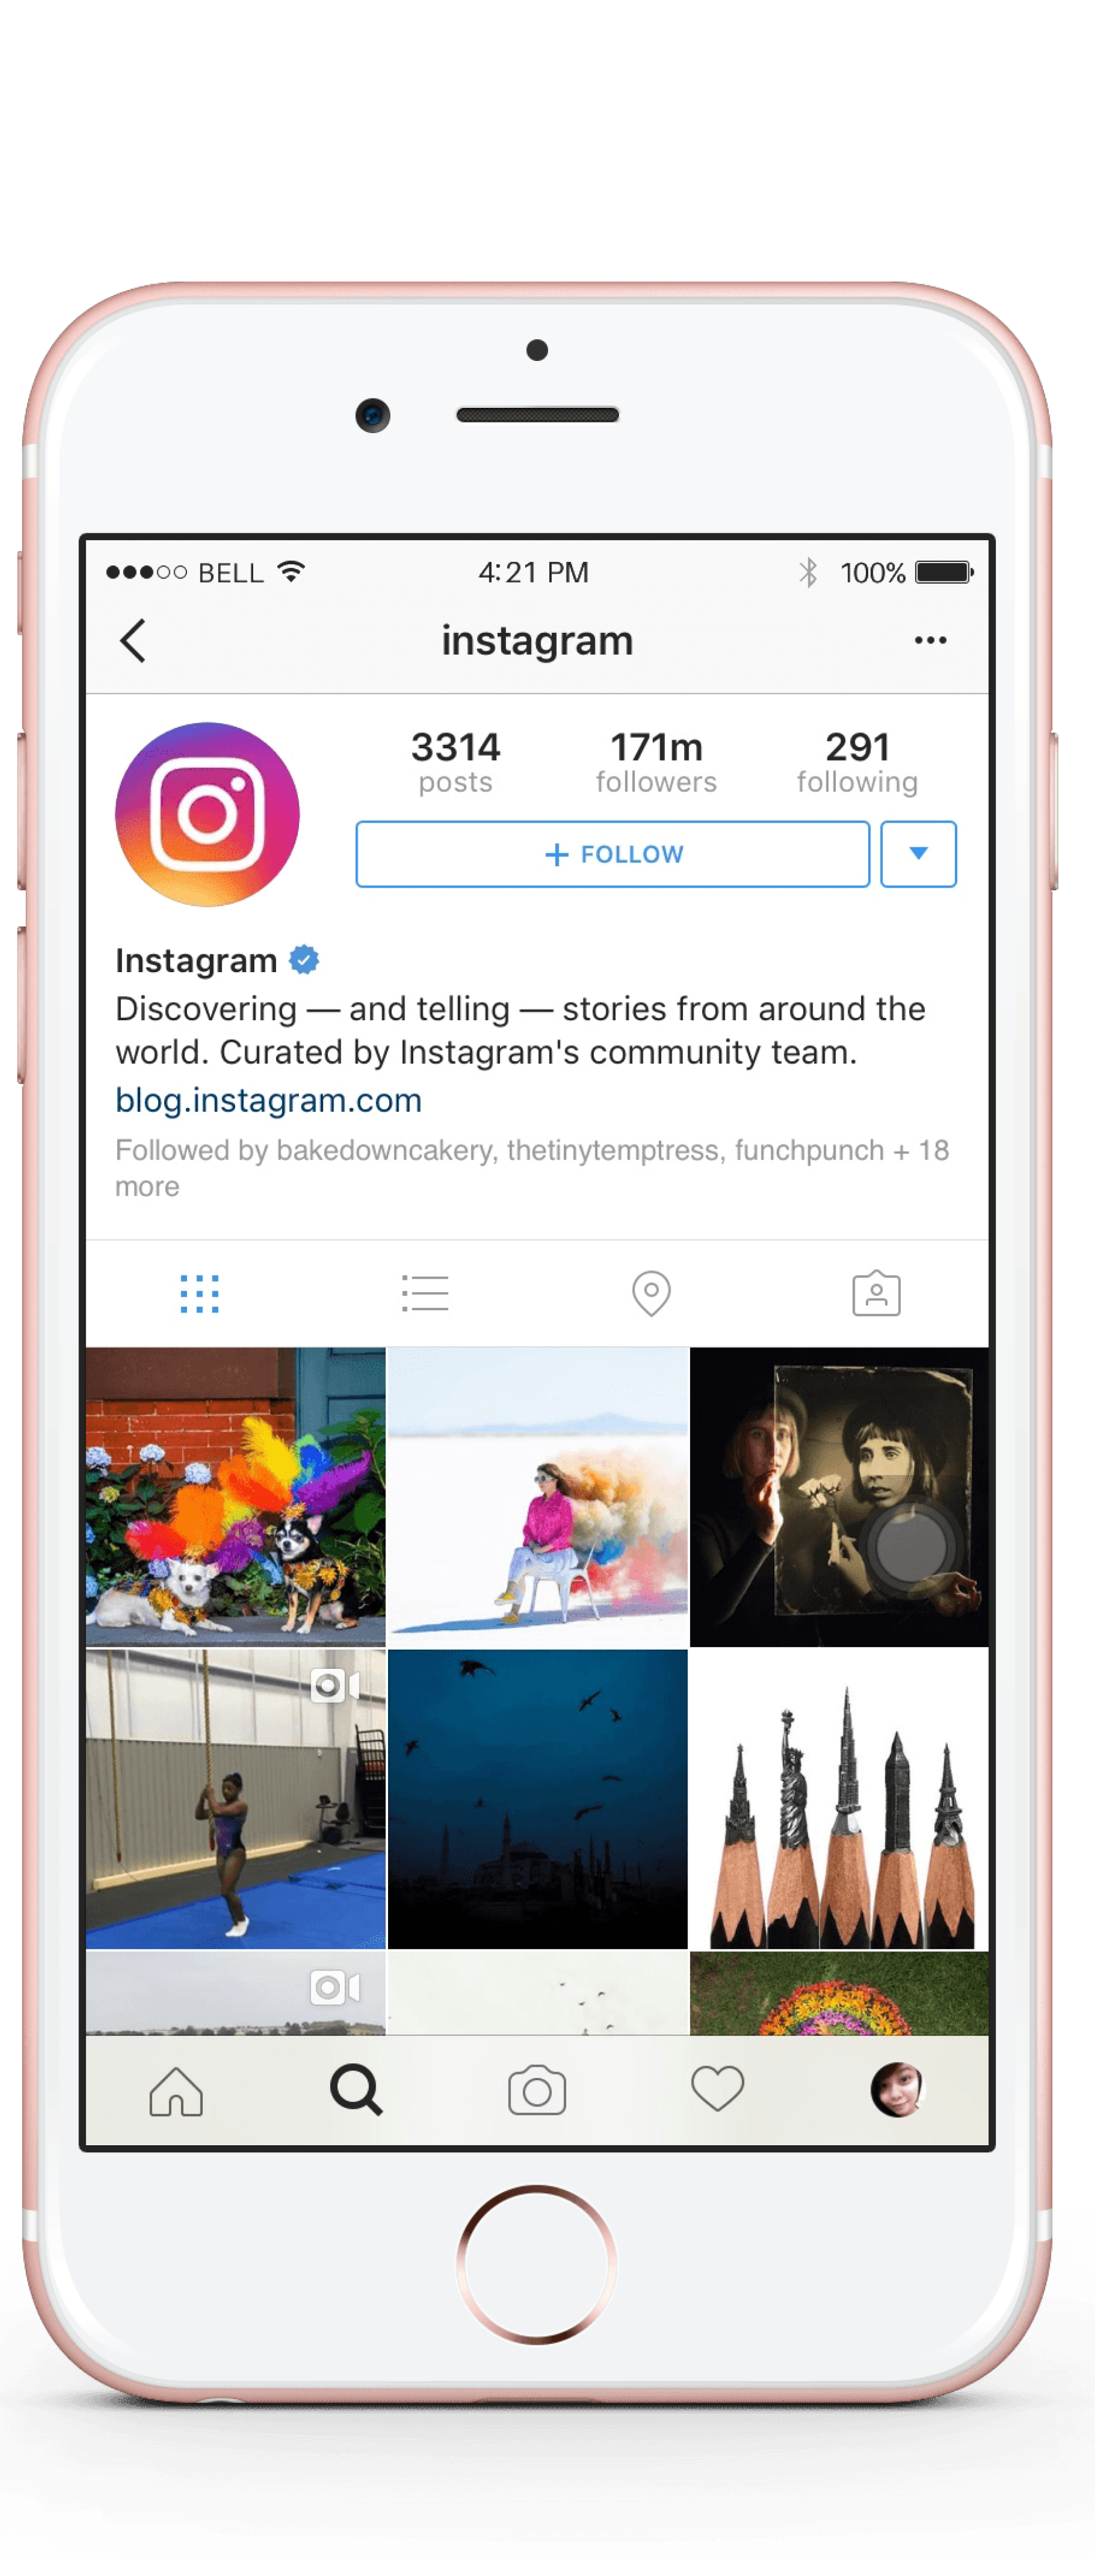 BELL 4:21 PM 100%
instagram
3314 171m 291
posts followers following
+ FOLLOW
Instagram
Discovering — and telling — stories from around the
world. Curated by Instagram's community team.
blog.instagram.com
Followed by bakedowncakery, thetinytemptress, funchpunch + 18
more